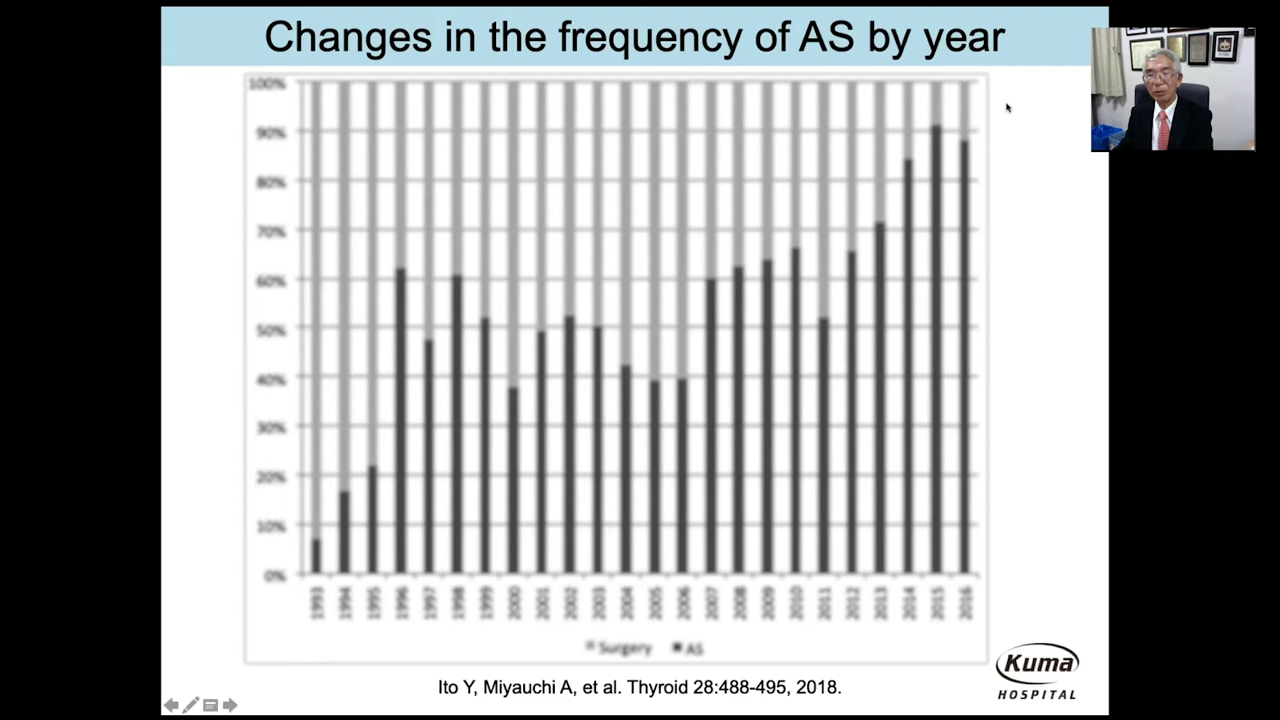 Changes in the frequency of AS by year
100%
90%
80%
70%
60%
50%
40%
30%
20%
10%
0%
1993 1994 1995 1996 1997 1998 1999 2000 2001 2002 2003 2004 2005 2006 2007 2008 2009 2010 2011 2012 2013 2014 2015 2016
Surgery AS
Ito Y, Miyauchi A, et al. Thyroid 28:488-495, 2018.
Kuma
HOSPITAL